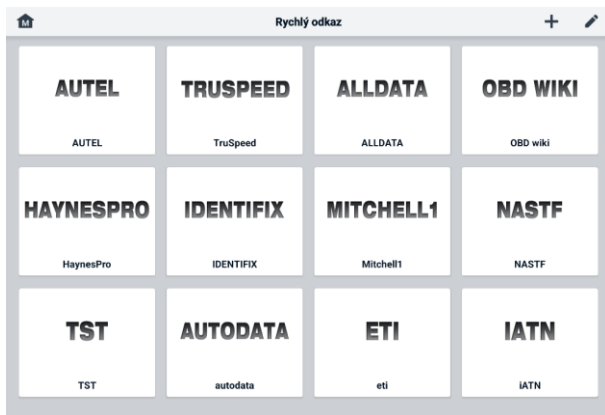 M
Rychlý odkaz
AUTEL
TRUSPEED
ALLDATA
OBD WIKI
AUTEL
TruSpeed
ALLDATA
OBD wiki
HAYNESPRO
IDENTIFIX
MITCHELL1
NASTF
HaynesPro
IDENTIFIX
Mitchell1
NASTF
TST
AUTODATA
ETI
IATN
TST
autodata
eti
iATN